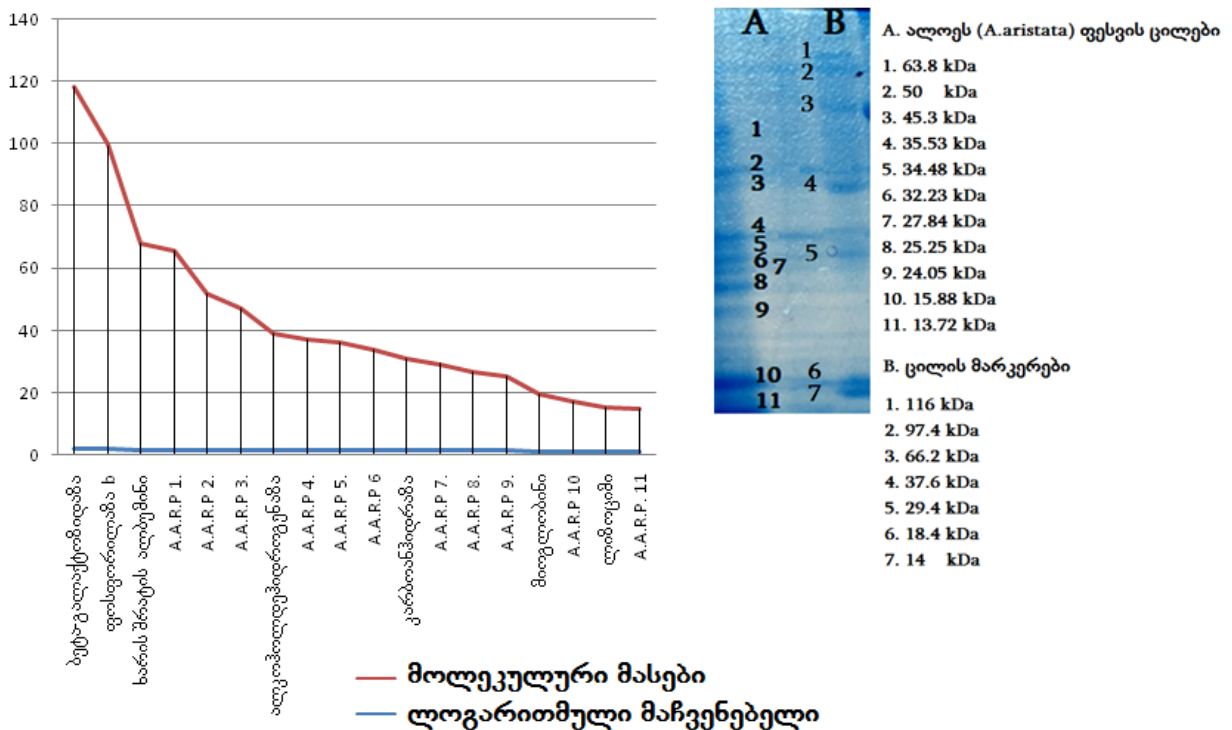 140
120
100
80
60
40
20
0
ბეტა-გალაქტოზიდაზა
ფოსფორილაზა b
ხარის შრატის ალბუმინი
A.A.R.P 1.
A.A.R.P 2.
A.A.R.P 3.
ალკოჰოლდეჰიდროგენაზა
A.A.R.P 4.
A.A.R.P 5.
A.A.R.P 6
კარბოანჰიდრაზა
A.A.R.P 7.
A.A.R.P 8.
A.A.R.P 9.
მიოგლობინი
A.A.R.P 10
ლიზოციმი
A.A.R.P. 11
მოლეკულური მასები
ლოგარითმული მაჩვენებელი
A B
1
2
3
1
2
3 4
4
5 5
6 7
8
9
10 6
7
11
A. ალოეს (A.aristata) ფესვის ცილები
1. 63.8 kDa
2. 50 kDa
3. 45.3 kDa
4. 35.53 kDa
5. 34.48 kDa
6. 32.23 kDa
7. 27.84 kDa
8. 25.25 kDa
9. 24.05 kDa
10. 15.88 kDa
11. 13.72 kDa
B. ცილის მარკერები
1. 116 kDa
2. 97.4 kDa
3. 66.2 kDa
4. 37.6 kDa
5. 29.4 kDa
6. 18.4 kDa
7. 14 kDa